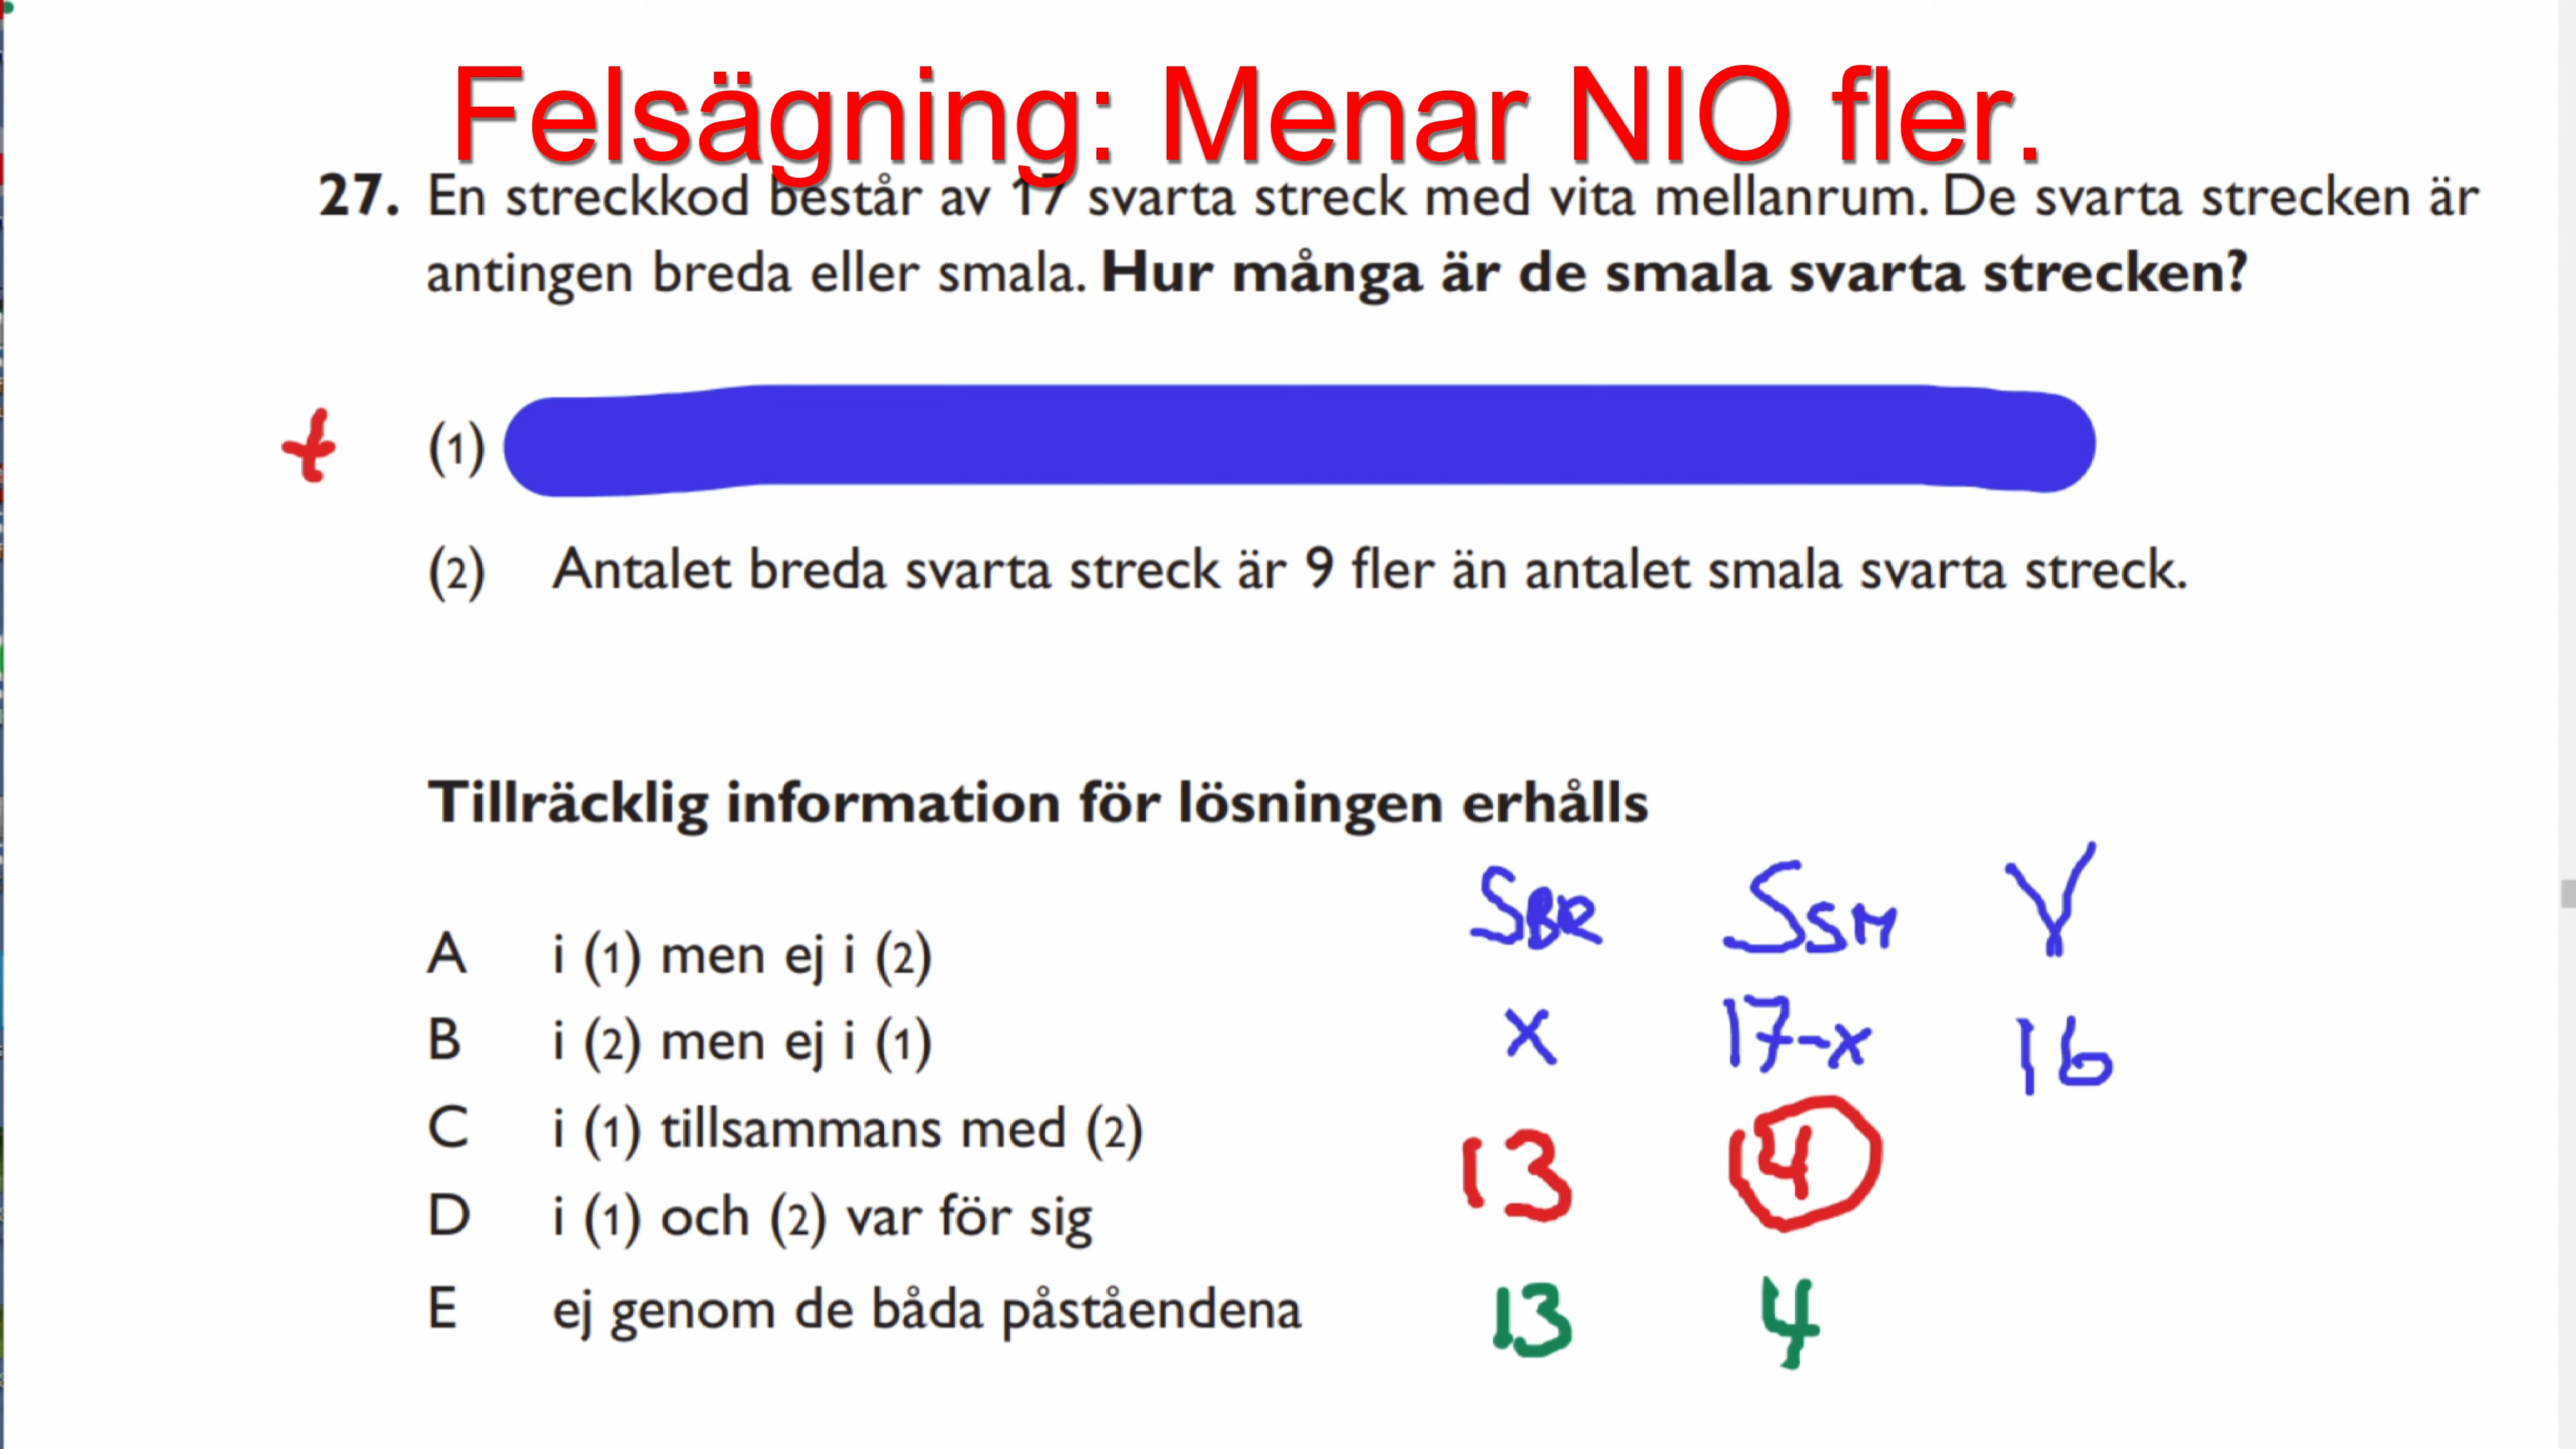 Felsägning: Menar NIO fler.
27. En streckkod består av 17 svarta streck med vita mellanrum. De svarta strecken är
antingen breda eller smala. Hur många är de smala svarta strecken?
+ (1)
(2) Antalet breda svarta streck är 9 fler än antalet smala svarta streck.
Tillräcklig information för lösningen erhålls
SBR SSM V
A i (1) men ej i (2)
x 17-x 16
B i (2) men ej i (1)
C i (1) tillsammans med (2)
13 4
D i (1) och (2) var för sig
E ej genom de båda påståendena
13 4